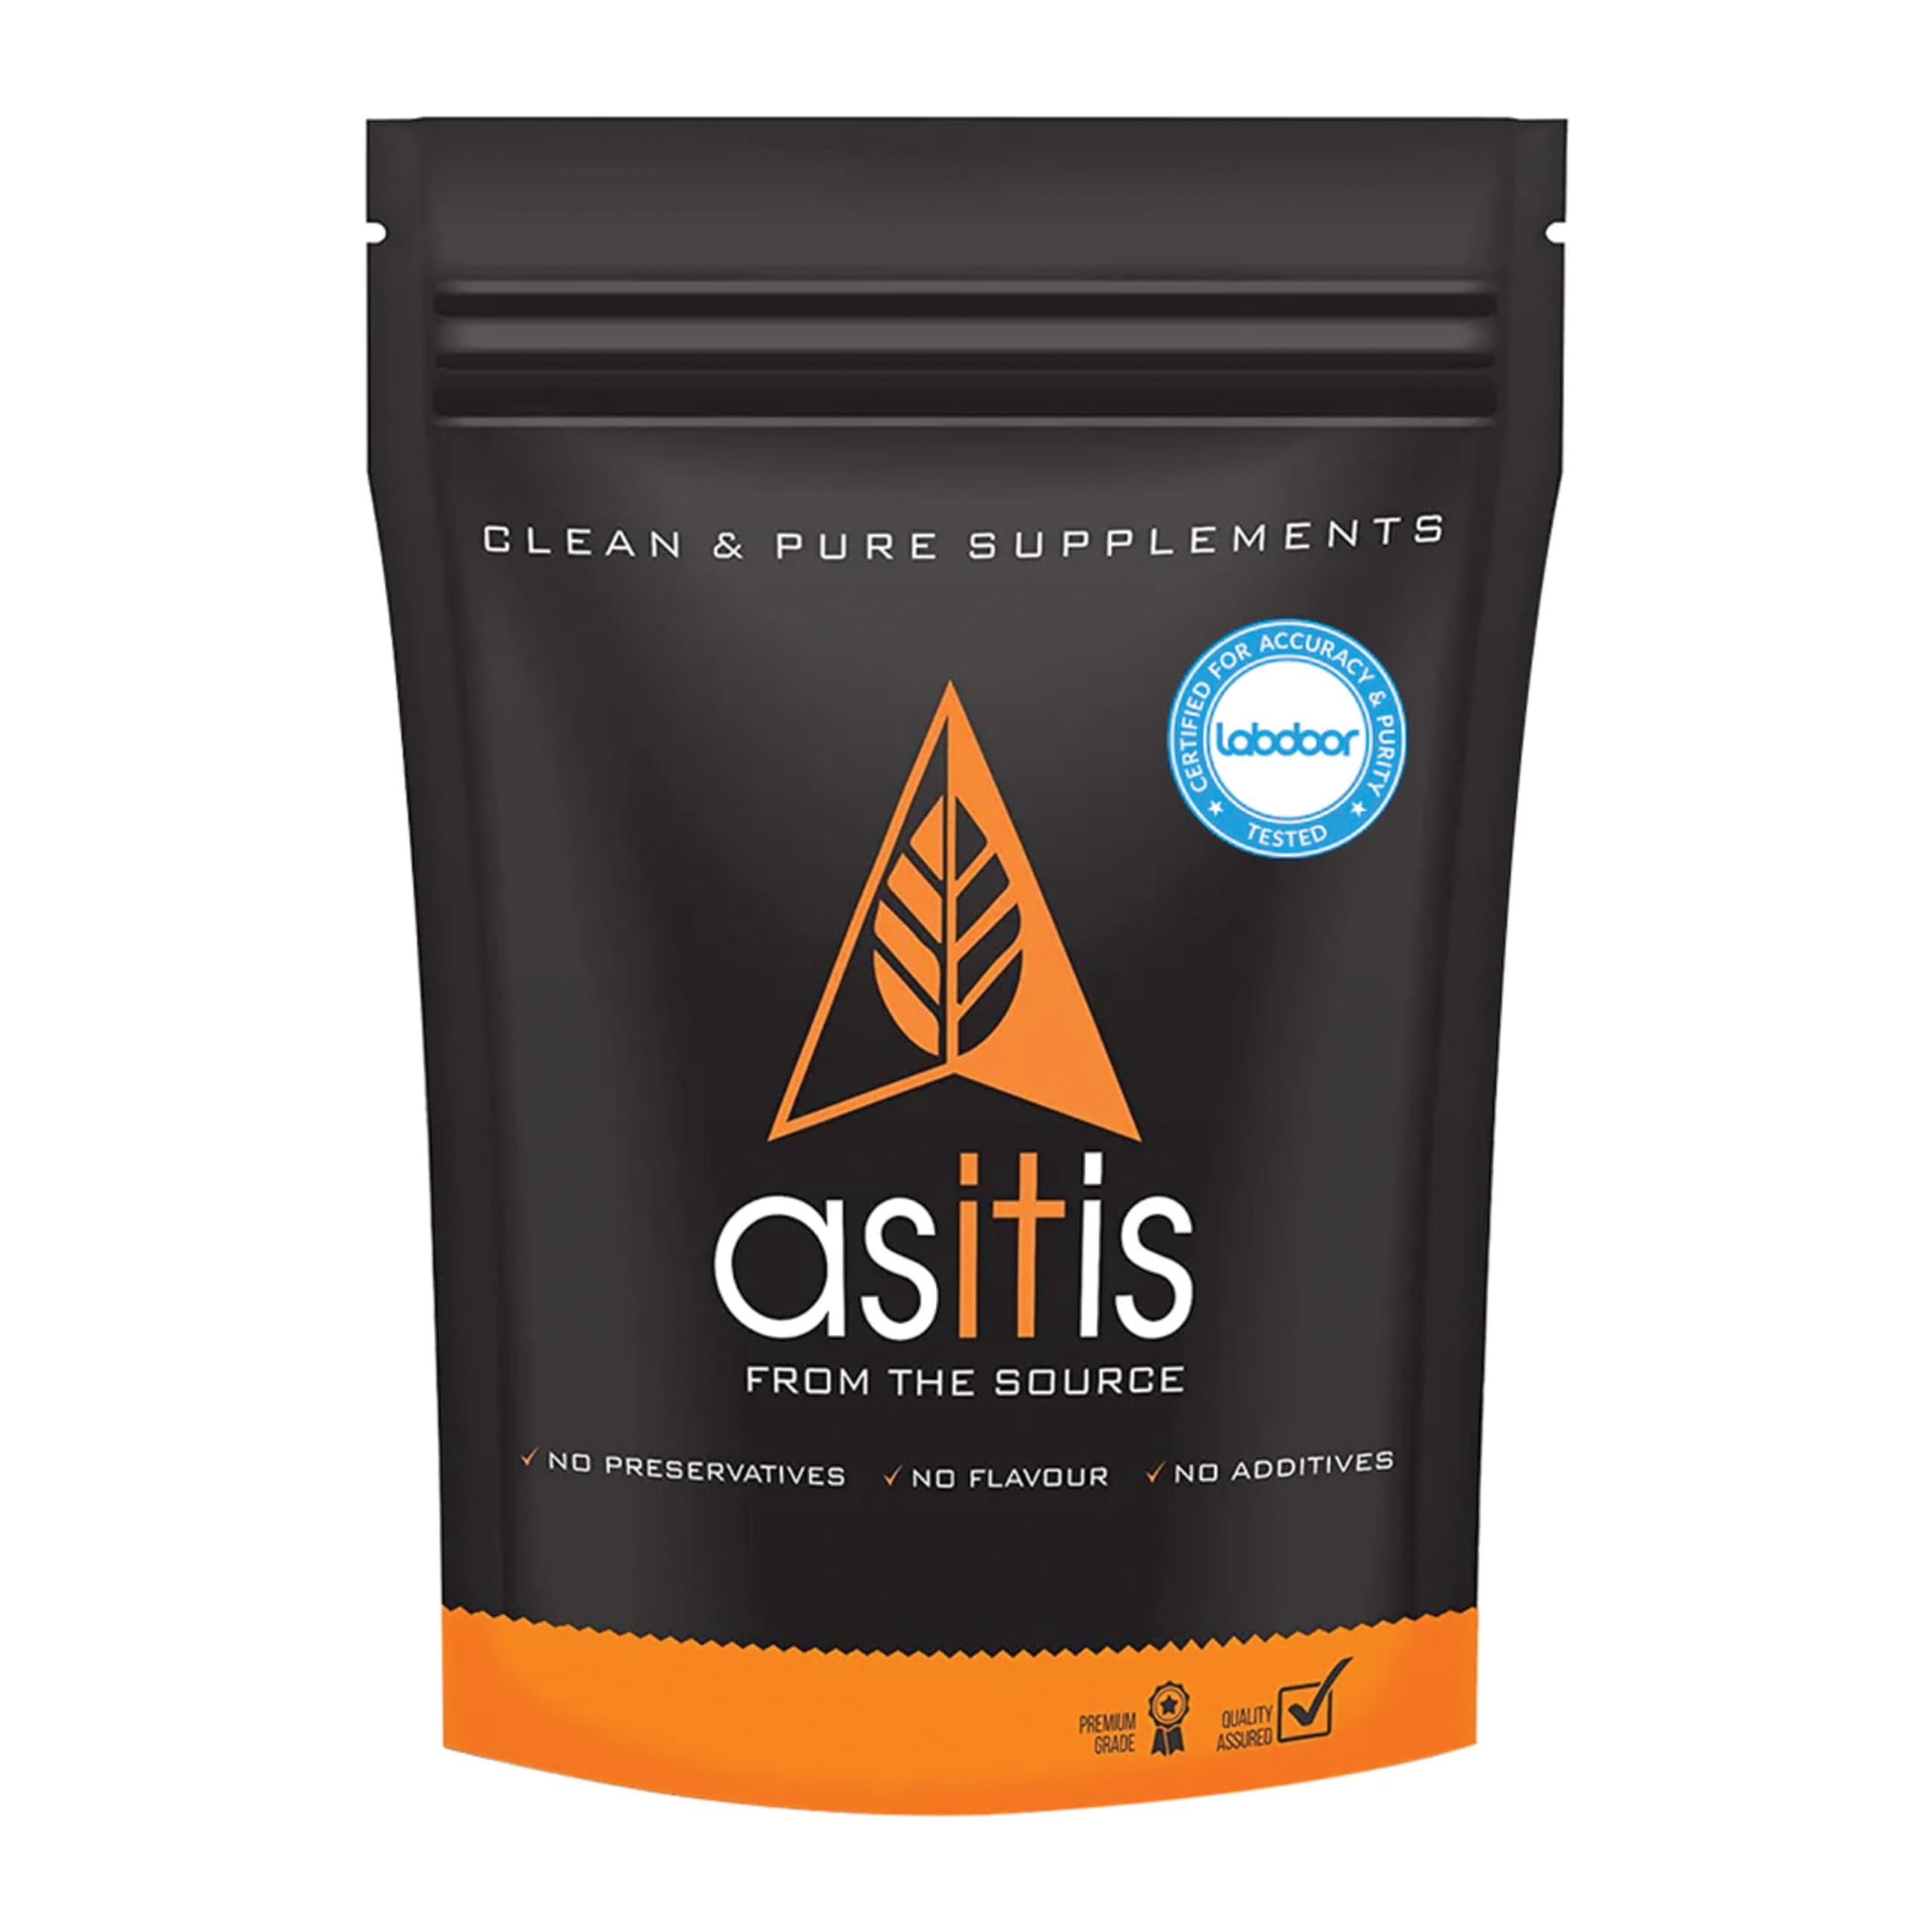 CLEAN & PURE SUPPLEMENTS
CERTIFIED FOR ACCURACY & PURITY
labdoor
★ TESTED ★
asitis
FROM THE SOURCE
✓ NO PRESERVATIVES ✓ NO FLAVOUR ✓ NO ADDITIVES
PREMIUM
GRADE
QUALITY
ASSURED